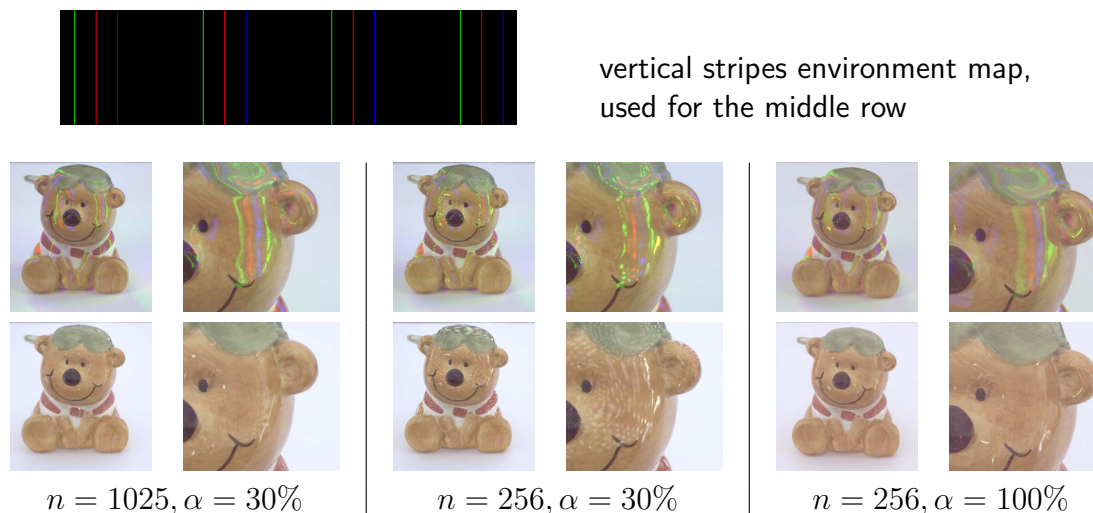 vertical stripes environment map,
used for the middle row
n = 1025, α = 30%
n = 256, α = 30%
n = 256, α = 100%